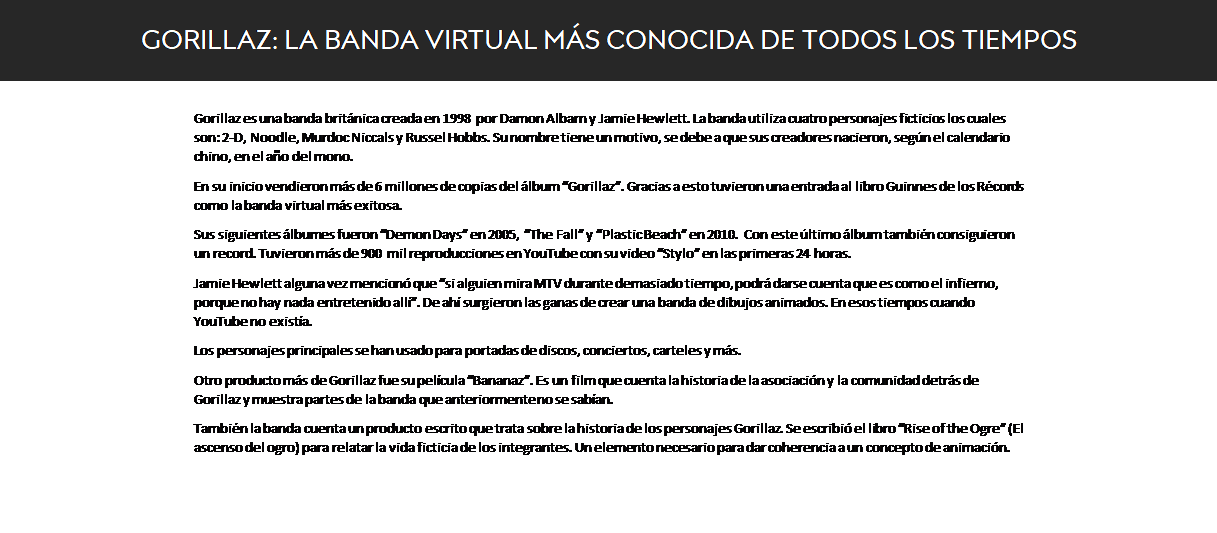 GORILLAZ: LA BANDA VIRTUAL MÁS CONOCIDA DE TODOS LOS TIEMPOS
Gorillaz es una banda británica creada en 1998 por Damon Albarn y Jamie Hewlett. La banda utiliza cuatro personajes ficticios los cuales
son: 2-D, Noodle, Murdoc Niccals y Russel Hobbs. Su nombre tiene un motivo, se debe a que sus creadores nacieron, según el calendario
chino, en el año del mono.
En su inicio vendieron más de 6 millones de copias del álbum “Gorillaz”. Gracias a esto tuvieron una entrada al libro Guinnes de los Récords
como la banda virtual más exitosa.
Sus siguientes álbumes fueron “Demon Days” en 2005, “The Fall” y “Plastic Beach” en 2010. Con este último álbum también consiguieron
un record. Tuvieron más de 900 mil reproducciones en YouTube con su video “Stylo” en las primeras 24 horas.
Jamie Hewlett alguna vez mencionó que “si alguien mira MTV durante demasiado tiempo, podrá darse cuenta que es como el infierno,
porque no hay nada entretenido allí”. De ahí surgieron las ganas de crear una banda de dibujos animados. En esos tiempos cuando
YouTube no existía.
Los personajes principales se han usado para portadas de discos, conciertos, carteles y más.
Otro producto más de Gorillaz fue su película “Bananaz”. Es un film que cuenta la historia de la asociación y la comunidad detrás de
Gorillaz y muestra partes de la banda que anteriormente no se sabían.
También la banda cuenta un producto escrito que trata sobre la historia de los personajes Gorillaz. Se escribió el libro “Rise of the Ogre” (El
ascenso del ogro) para relatar la vida ficticia de los integrantes. Un elemento necesario para dar coherencia a un concepto de animación.